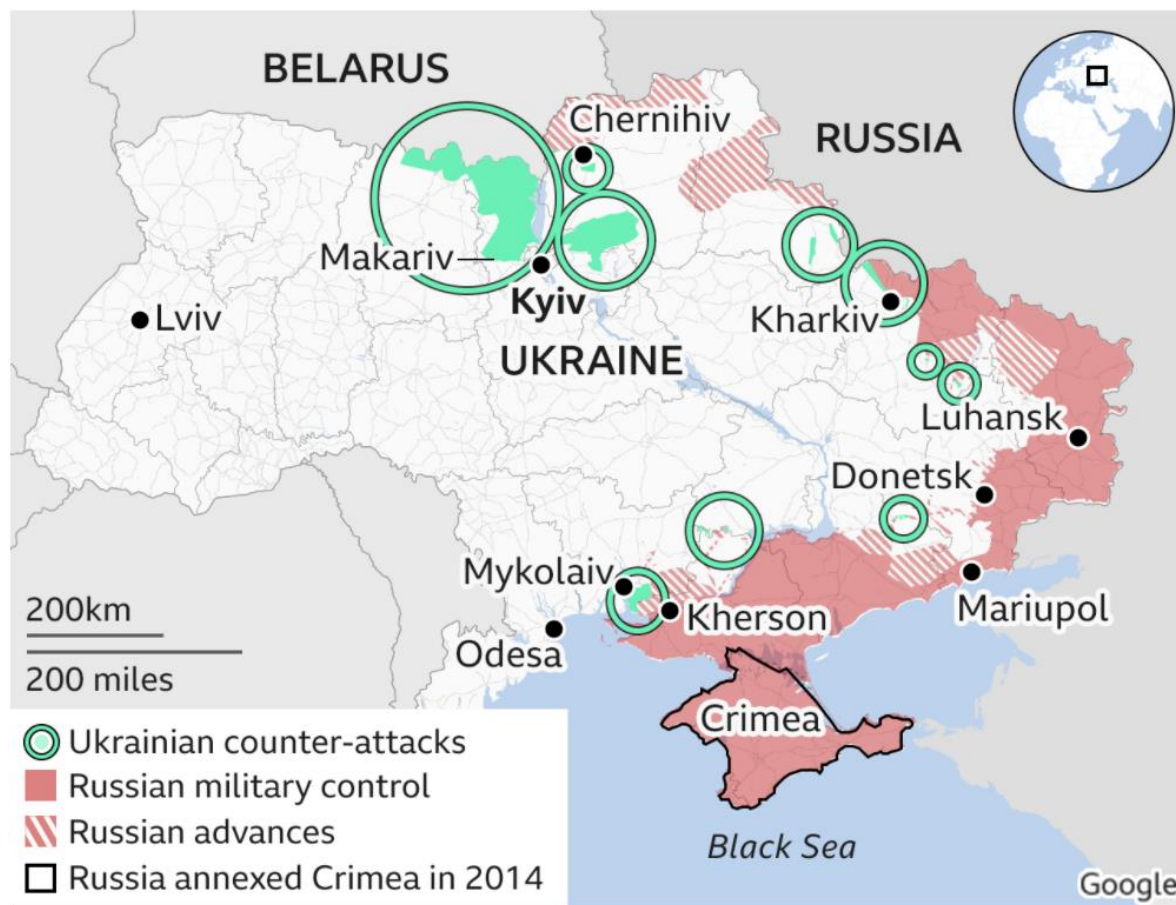 BELARUS
Chernihiv
RUSSIA
Makariv
Kyiv
Lviv
Kharkiv
UKRAINE
Luhansk
Donetsk
Mykolaiv
Kherson
Mariupol
Odesa
200km
200 miles
Crimea
Black Sea
Ukrainian counter-attacks
Russian military control
Russian advances
Russia annexed Crimea in 2014
Google